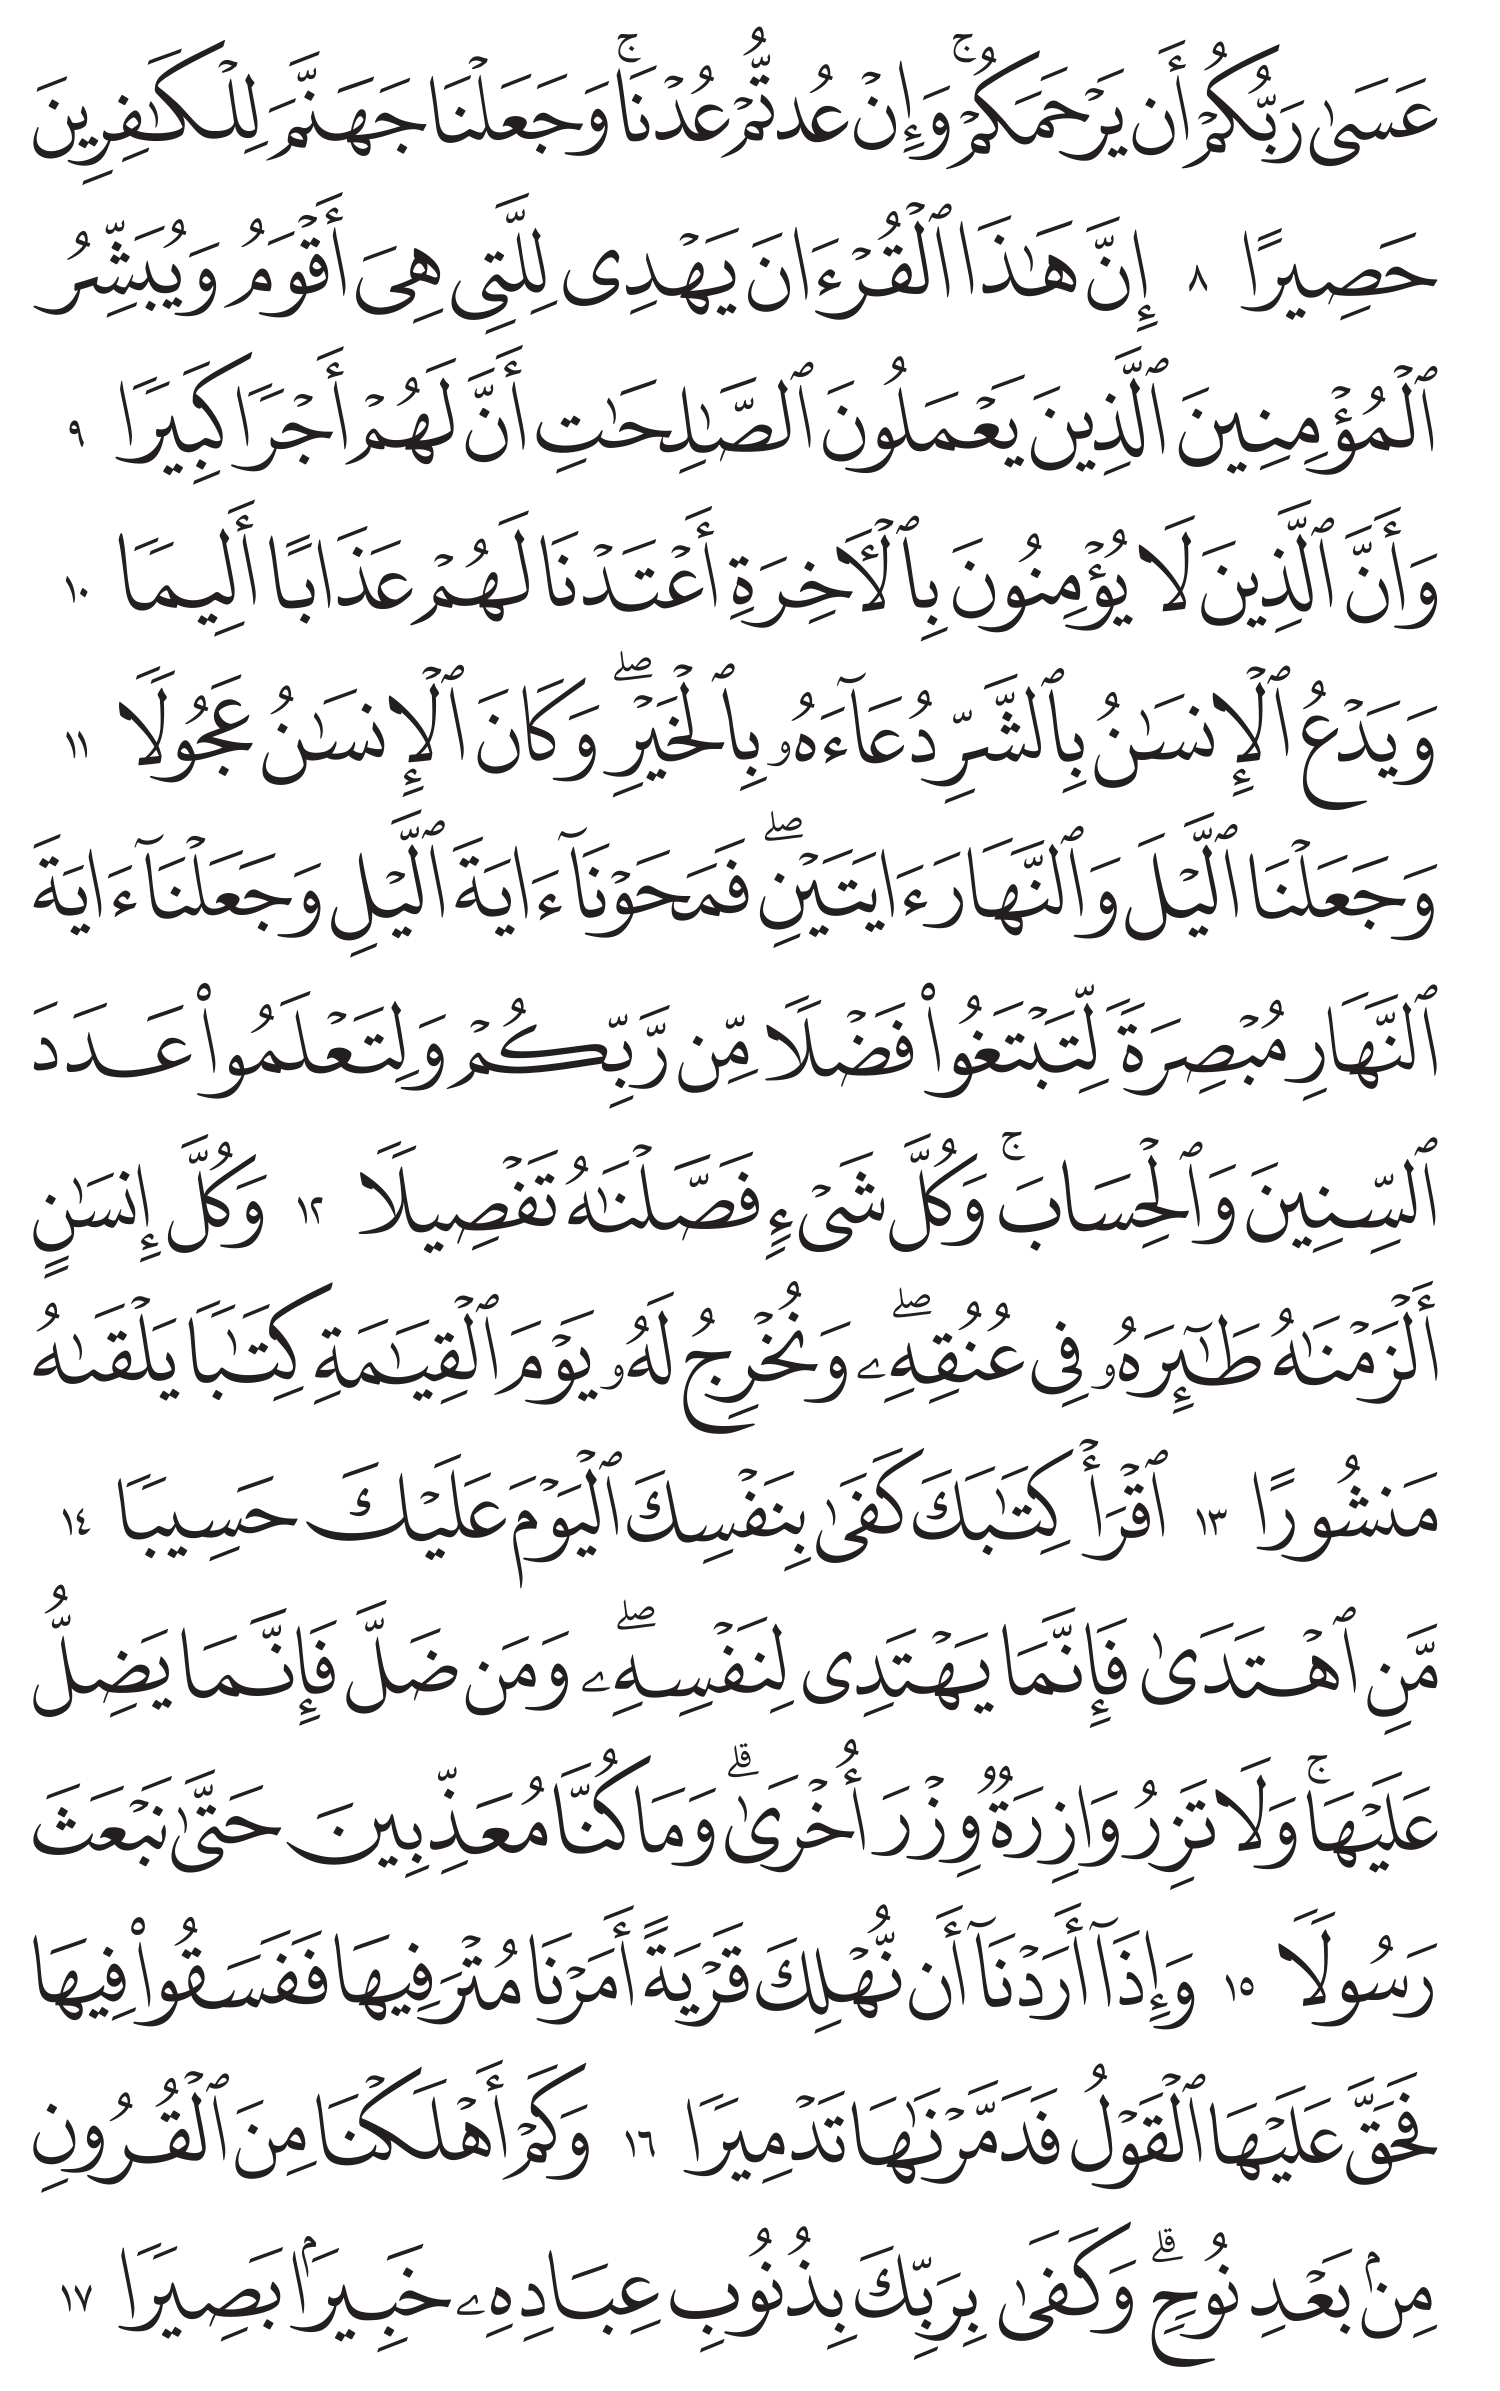 عَسَىٰ رَبُّكُمْ أَن يَرْحَمَكُمْ ۚ وَإِنْ عُدتُّمْ عُدْنَا ۚ وَجَعَلْنَا جَهَنَّمَ لِلْكَـٰفِرِينَ
حَصِيرًا ٨ إِنَّ هَـٰذَا ٱلْقُرْءَانَ يَهْدِى لِلَّتِى هِىَ أَقْوَمُ وَيُبَشِّرُ
ٱلْمُؤْمِنِينَ ٱلَّذِينَ يَعْمَلُونَ ٱلصَّـٰلِحَـٰتِ أَنَّ لَهُمْ أَجْرًا كَبِيرًا ٩
وَأَنَّ ٱلَّذِينَ لَا يُؤْمِنُونَ بِٱلْـَٔاخِرَةِ أَعْتَدْنَا لَهُمْ عَذَابًا أَلِيمًا ١٠
وَيَدْعُ ٱلْإِنسَـٰنُ بِٱلشَّرِّ دُعَآءَهُۥ بِٱلْخَيْرِ ۖ وَكَانَ ٱلْإِنسَـٰنُ عَجُولًا ١١
وَجَعَلْنَا ٱلَّيْلَ وَٱلنَّهَارَ ءَايَتَيْنِ ۖ فَمَحَوْنَآ ءَايَةَ ٱلَّيْلِ وَجَعَلْنَآ ءَايَةَ
ٱلنَّهَارِ مُبْصِرَةً لِّتَبْتَغُوا۟ فَضْلًا مِّن رَّبِّكُمْ وَلِتَعْلَمُوا۟ عَدَدَ
ٱلسِّنِينَ وَٱلْحِسَابَ ۚ وَكُلَّ شَىْءٍ فَصَّلْنَـٰهُ تَفْصِيلًا ١٢ وَكُلَّ إِنسَـٰنٍ
أَلْزَمْنَـٰهُ طَـٰٓئِرَهُۥ فِى عُنُقِهِۦ ۖ وَنُخْرِجُ لَهُۥ يَوْمَ ٱلْقِيَـٰمَةِ كِتَـٰبًا يَلْقَىٰهُ
مَنشُورًا ١٣ ٱقْرَأْ كِتَـٰبَكَ كَفَىٰ بِنَفْسِكَ ٱلْيَوْمَ عَلَيْكَ حَسِيبًا ١٤
مَّنِ ٱهْتَدَىٰ فَإِنَّمَا يَهْتَدِى لِنَفْسِهِۦ ۖ وَمَن ضَلَّ فَإِنَّمَا يَضِلُّ
عَلَيْهَا ۚ وَلَا تَزِرُ وَازِرَةٌ وِزْرَ أُخْرَىٰ ۗ وَمَا كُنَّا مُعَذِّبِينَ حَتَّىٰ نَبْعَثَ
رَسُولًا ١٥ وَإِذَآ أَرَدْنَآ أَن نُّهْلِكَ قَرْيَةً أَمَرْنَا مُتْرَفِيهَا فَفَسَقُوا۟ فِيهَا
فَحَقَّ عَلَيْهَا ٱلْقَوْلُ فَدَمَّرْنَـٰهَا تَدْمِيرًا ١٦ وَكَمْ أَهْلَكْنَا مِنَ ٱلْقُرُونِ
مِنۢ بَعْدِ نُوحٍ ۗ وَكَفَىٰ بِرَبِّكَ بِذُنُوبِ عِبَادِهِۦ خَبِيرًۢا بَصِيرًا ١٧